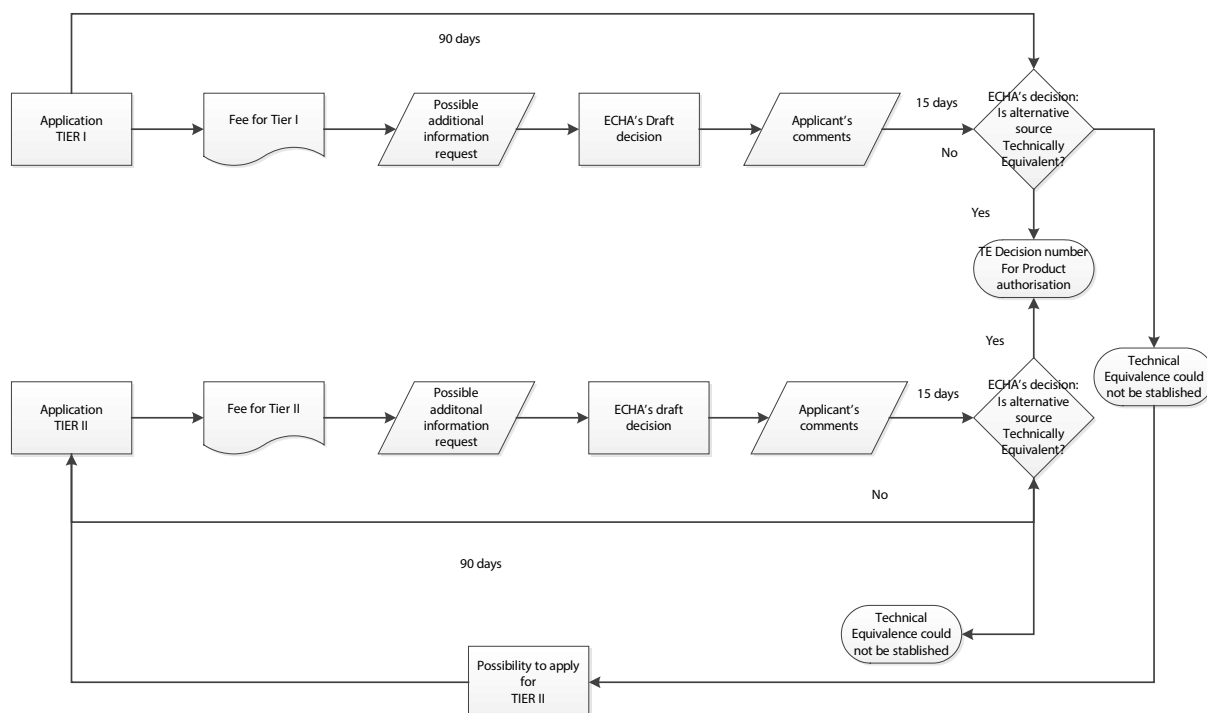 90 days
Application
TIER I
Fee for Tier I
Possible
additional
information
request
ECHA's Draft
decision
Applicant's
comments
15 days
No
ECHA's decision:
Is alternative
source
Technically
Equivalent?
Yes
TE Decision number
For Product
authorisation
Yes
Technical
Equivalence could
not be stablished
Application
TIER II
Fee for Tier II
Possible
additonal
information
request
ECHA's draft
decision
Applicant's
comments
15 days
ECHA's decision:
Is alternative
source
Technically
Equivalent?
No
90 days
Technical
Equivalence could
not be stablished
Possibility to apply
for
TIER II